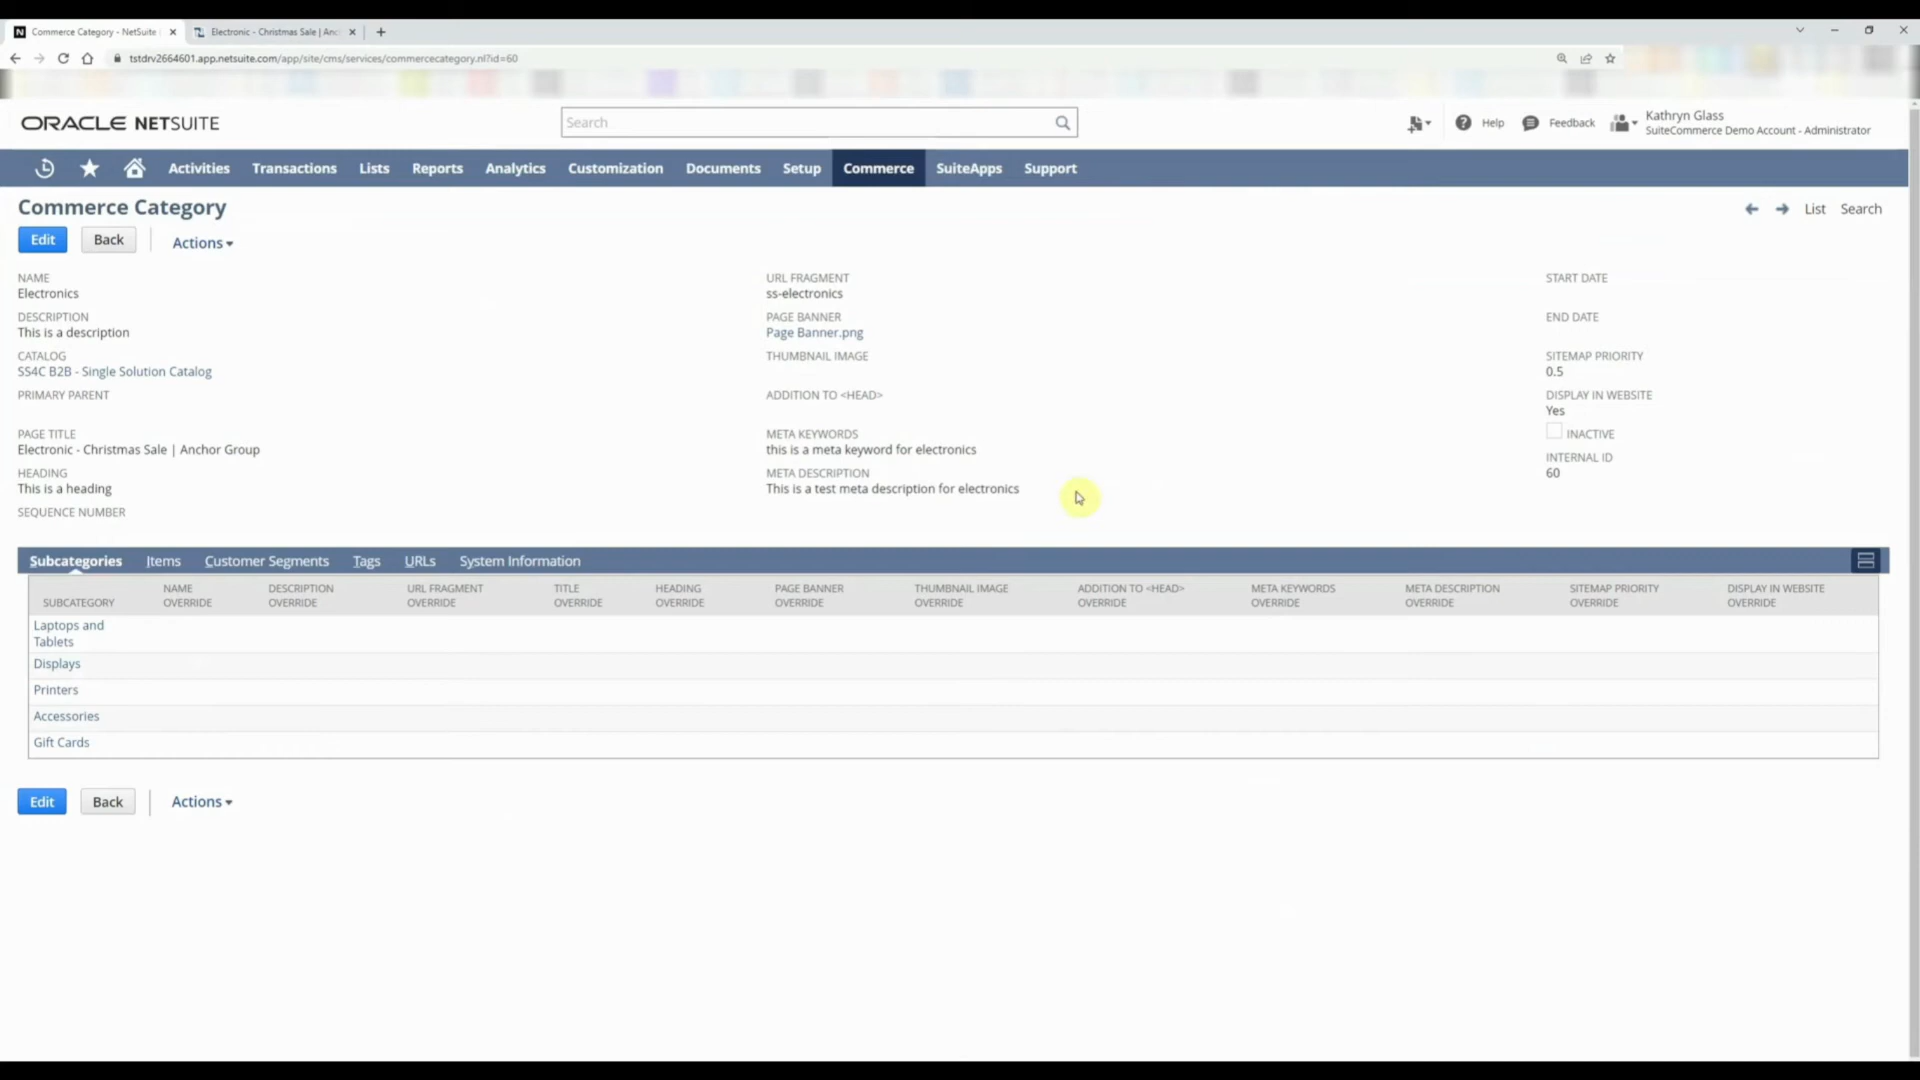 Commerce Category - NetSuite
Electronic - Christmas Sale | Anc
tstdrv2664601.app.netsuite.com/app/site/cms/services/commercecategory.nl?id=60
ORACLE NETSUITE
Search
Help
Feedback
Kathryn Glass
SuiteCommerce Demo Account - Administrator
Activities Transactions Lists Reports Analytics Customization Documents Setup Commerce SuiteApps Support
Commerce Category
List Search
Edit Back Actions
NAME
Electronics
DESCRIPTION
This is a description
CATALOG
SS4C B2B - Single Solution Catalog
PRIMARY PARENT
PAGE TITLE
Electronic - Christmas Sale | Anchor Group
HEADING
This is a heading
SEQUENCE NUMBER
URL FRAGMENT
ss-electronics
PAGE BANNER
Page Banner.png
THUMBNAIL IMAGE
ADDITION TO <HEAD>
META KEYWORDS
this is a meta keyword for electronics
META DESCRIPTION
This is a test meta description for electronics
START DATE
END DATE
SITEMAP PRIORITY
0.5
DISPLAY IN WEBSITE
Yes
INACTIVE
INTERNAL ID
60
Subcategories Items Customer Segments Tags URLs System Information
SUBCATEGORY
NAME
OVERRIDE
DESCRIPTION
OVERRIDE
URL FRAGMENT
OVERRIDE
TITLE
OVERRIDE
HEADING
OVERRIDE
PAGE BANNER
OVERRIDE
THUMBNAIL IMAGE
OVERRIDE
ADDITION TO <HEAD>
OVERRIDE
META KEYWORDS
OVERRIDE
META DESCRIPTION
OVERRIDE
SITEMAP PRIORITY
OVERRIDE
DISPLAY IN WEBSITE
OVERRIDE
Laptops and
Tablets
Displays
Printers
Accessories
Gift Cards
Edit Back Actions